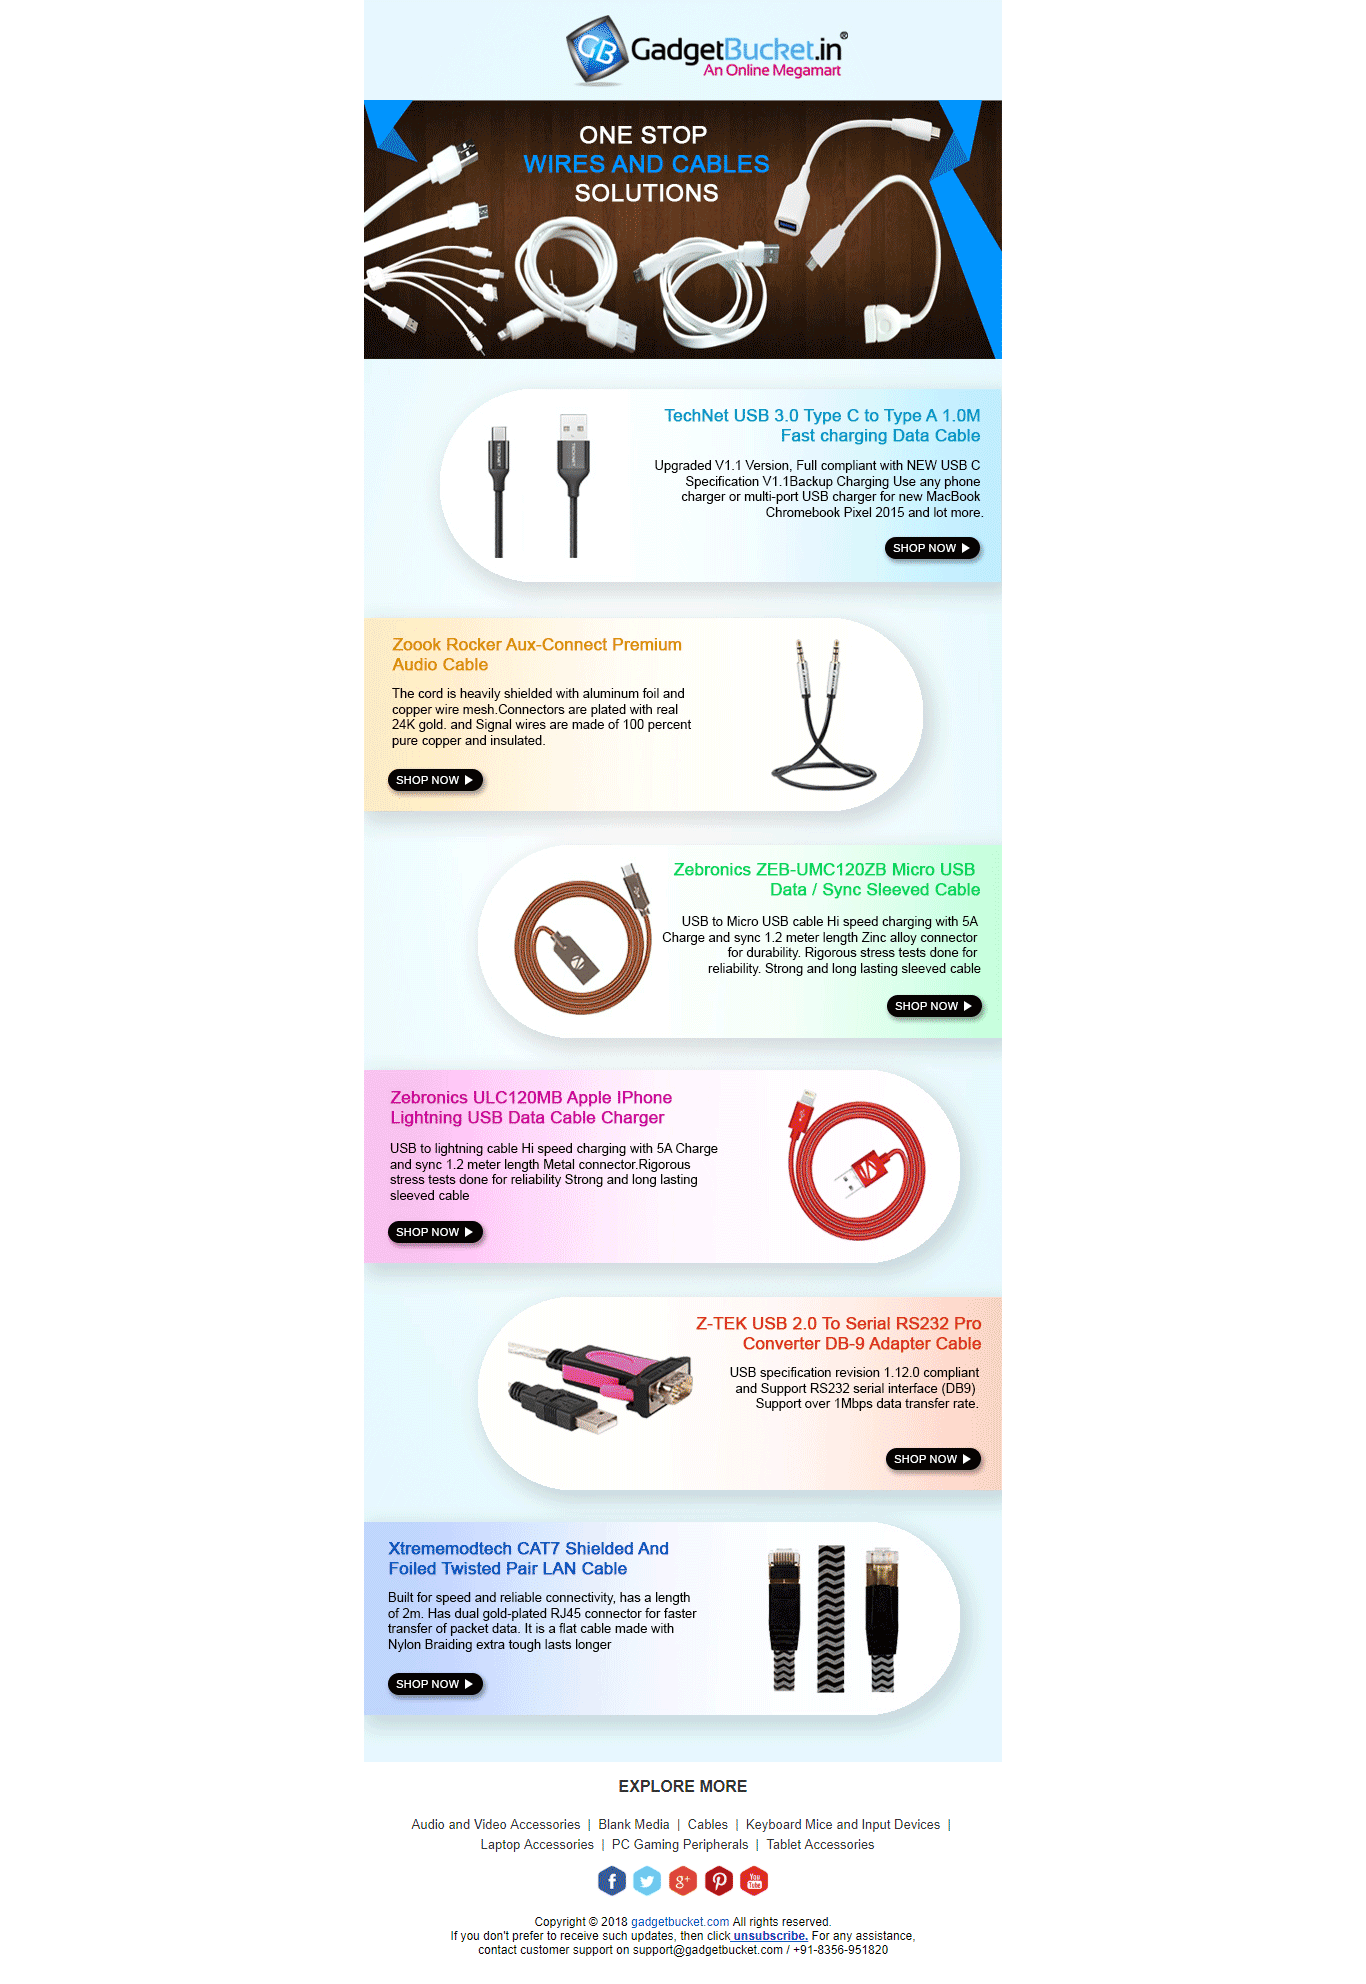 GB GadgetBucket.in®
An Online Megamart
ONE STOP
WIRES AND CABLES
SOLUTIONS
TechNet USB 3.0 Type C to Type A 1.0M
Fast charging Data Cable
Upgraded V1.1 Version, Full compliant with NEW USB C
Specification V1.1Backup Charging Use any phone
charger or multi-port USB charger for new MacBook
Chromebook Pixel 2015 and lot more.
TECHNET
TECHNET
SHOP NOW
Zoook Rocker Aux-Connect Premium
Audio Cable
The cord is heavily shielded with aluminum foil and
copper wire mesh.Connectors are plated with real
24K gold. and Signal wires are made of 100 percent
pure copper and insulated.
SHOP NOW
Zebronics ZEB-UMC120ZB Micro USB
Data / Sync Sleeved Cable
USB to Micro USB cable Hi speed charging with 5A
Charge and sync 1.2 meter length Zinc alloy connector
for durability. Rigorous stress tests done for
reliability. Strong and long lasting sleeved cable
SHOP NOW
Zebronics ULC120MB Apple IPhone
Lightning USB Data Cable Charger
USB to lightning cable Hi speed charging with 5A Charge
and sync 1.2 meter length Metal connector.Rigorous
stress tests done for reliability Strong and long lasting
sleeved cable
SHOP NOW
Z-TEK USB 2.0 To Serial RS232 Pro
Converter DB-9 Adapter Cable
USB specification revision 1.12.0 compliant
and Support RS232 serial interface (DB9)
Support over 1Mbps data transfer rate.
SHOP NOW
Xtrememodtech CAT7 Shielded And
Foiled Twisted Pair LAN Cable
Built for speed and reliable connectivity, has a length
of 2m. Has dual gold-plated RJ45 connector for faster
transfer of packet data. It is a flat cable made with
Nylon Braiding extra tough lasts longer
SHOP NOW
EXPLORE MORE
Audio and Video Accessories | Blank Media | Cables | Keyboard Mice and Input Devices |
Laptop Accessories | PC Gaming Peripherals | Tablet Accessories
f g+ You Tube
Copyright © 2018 gadgetbucket.com All rights reserved.
If you don't prefer to receive such updates, then click unsubscribe. For any assistance,
contact customer support on support@gadgetbucket.com / +91-8356-951820